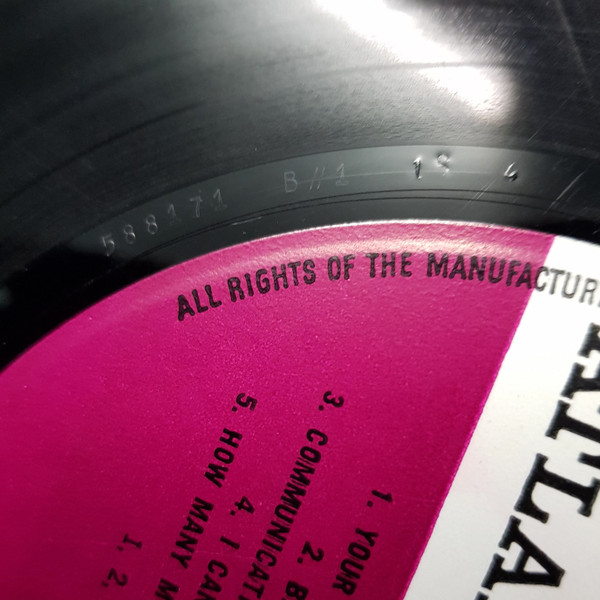 588171 B//1 1S 4
ALL RIGHTS OF THE MANUFACTUR
ATLA
1. YOUR
2. B
3. COMMUNICAT
4. I CAN
5. HOW MANY M
1.
2.